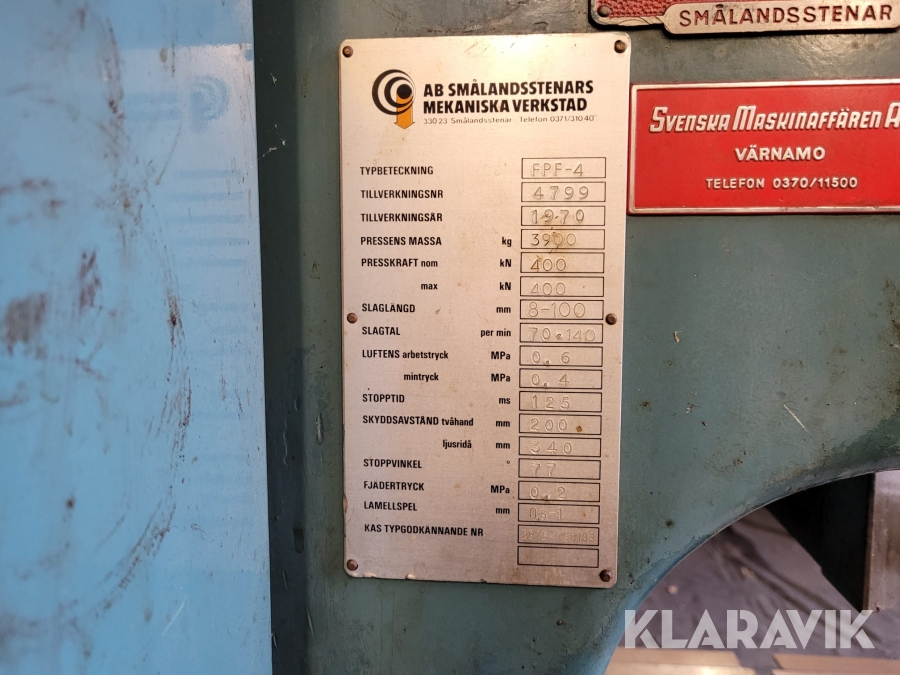 SMÅLANDSSTENAR
AB SMÅLANDSSTENARS
MEKANISKA VERKSTAD
330 23 Smålandsstenar Telefon 0371/310 40
SVENSKA MASKINAFFÄREN A
VÄRNAMO
TELEFON 0370/11500
TYPBETECKNING FPF-4
TILLVERKNINGSNR 4799
TILLVERKNINGSÅR 1970
PRESSENS MASSA kg 3900
PRESSKRAFT nom kN 400
max kN 400
SLAGLÄNGD mm 8-100
SLAGTAL per min 70-140
LUFTENS arbetstryck MPa 0.6
mintryck MPa 0.4
STOPPTID ms 125
SKYDDSAVSTÅND tvåhand mm 200
ljusridå mm 340
STOPPVINKEL ° 77
FJÄDERTRYCK MPa 0.2
LAMELLSPEL mm
KAS TYPGODKÄNNANDE NR
KLARAVIK